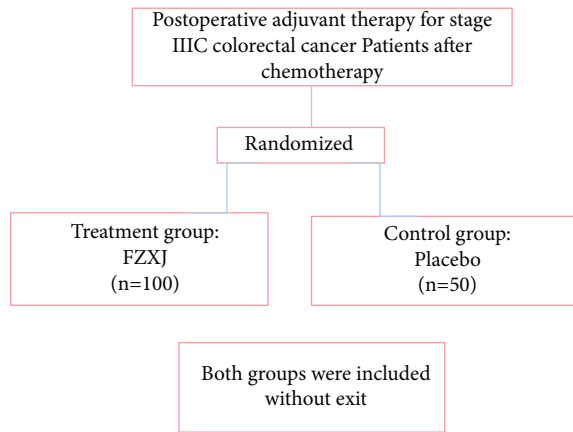 Postoperative adjuvant therapy for stage
IIIC colorectal cancer Patients after
chemotherapy
Randomized
Treatment group:
FZXJ
(n=100)
Control group:
Placebo
(n=50)
Both groups were included
without exit